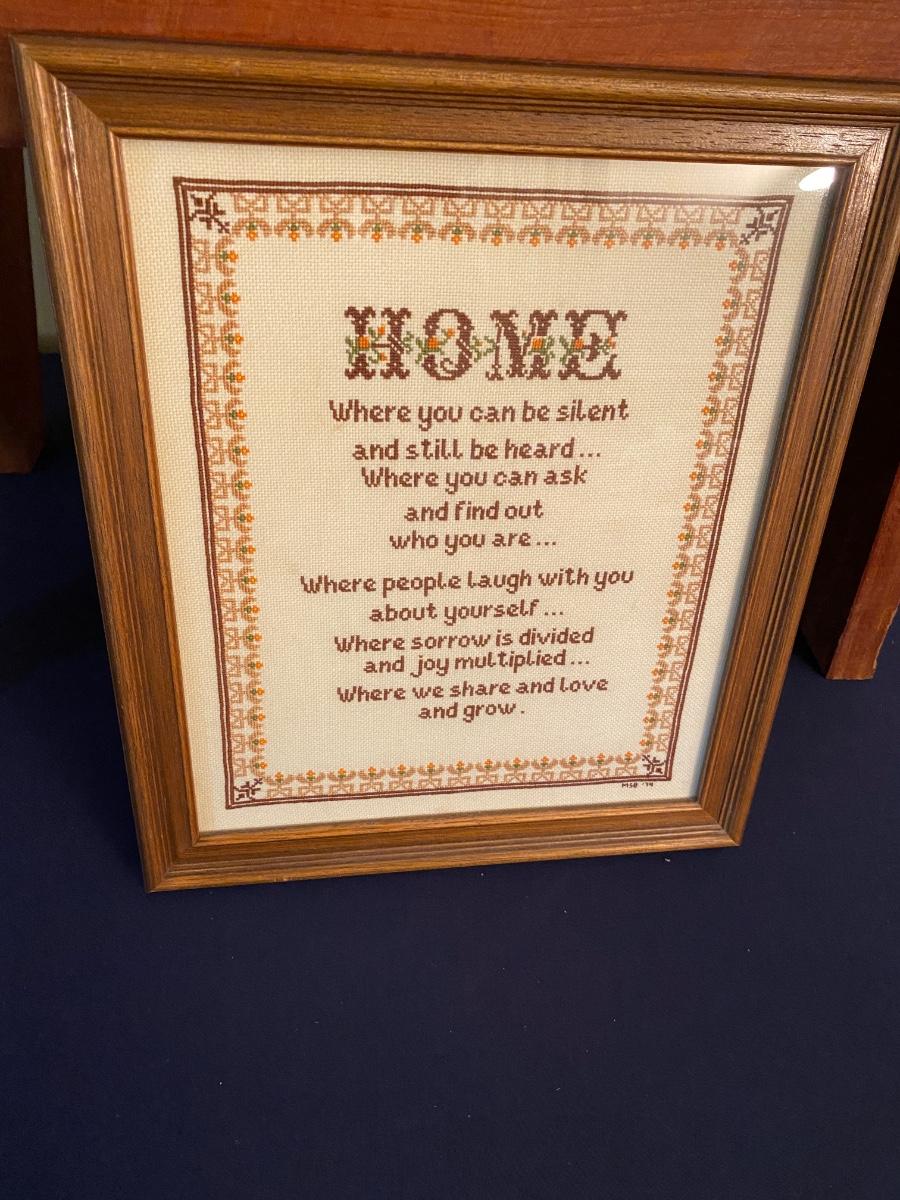 HOME
Where you can be silent
and still be heard...
Where you can ask
and find out
who you are...
Where people laugh with you
about yourself...
Where sorrow is divided
and joy multiplied...
Where we share and love
and grow.